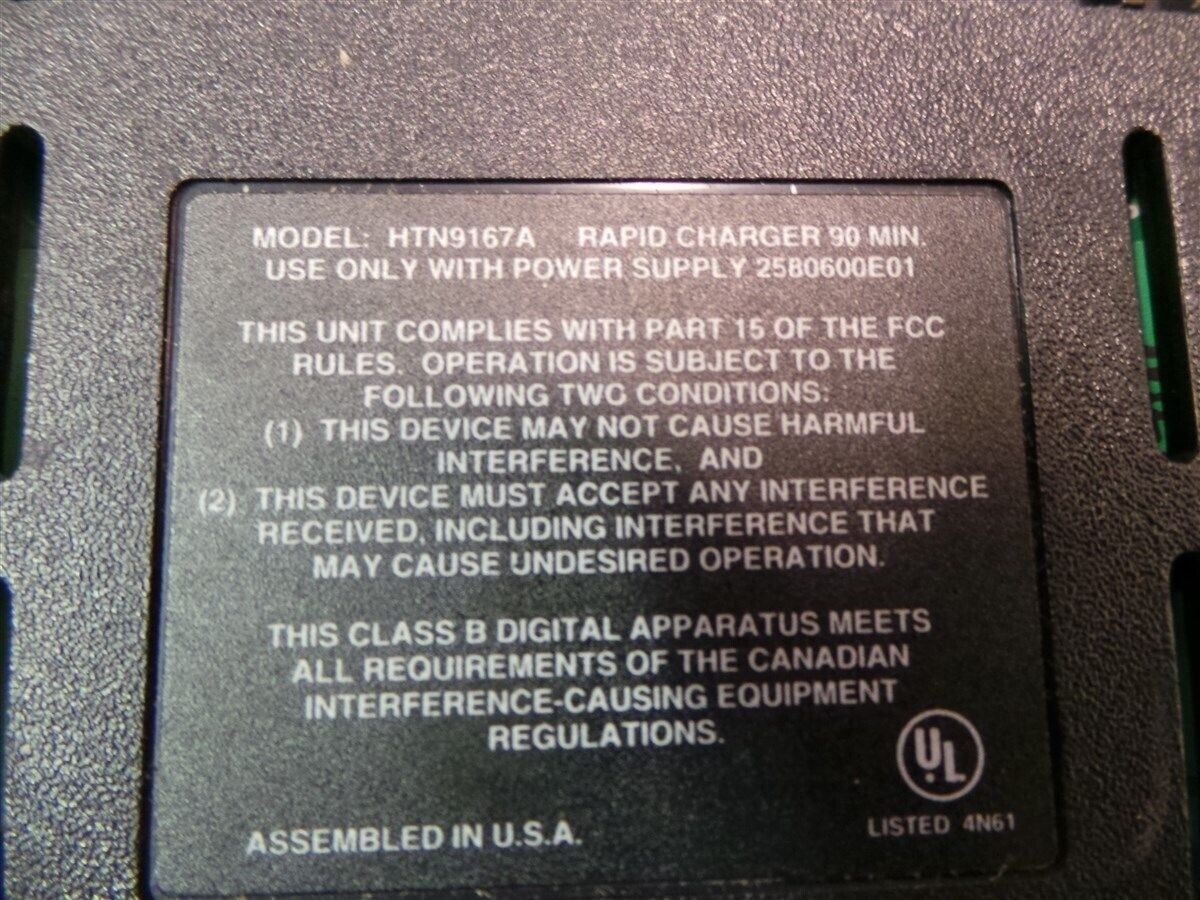 MODEL: HTN9167A RAPID CHARGER 90 MIN.
USE ONLY WITH POWER SUPPLY 2580600E01
THIS UNIT COMPLIES WITH PART 15 OF THE FCC
RULES. OPERATION IS SUBJECT TO THE
FOLLOWING TWO CONDITIONS:
(1) THIS DEVICE MAY NOT CAUSE HARMFUL
INTERFERENCE, AND
(2) THIS DEVICE MUST ACCEPT ANY INTERFERENCE
RECEIVED, INCLUDING INTERFERENCE THAT
MAY CAUSE UNDESIRED OPERATION.
THIS CLASS B DIGITAL APPARATUS MEETS
ALL REQUIREMENTS OF THE CANADIAN
INTERFERENCE-CAUSING EQUIPMENT
REGULATIONS.
UL
LISTED 4N61
ASSEMBLED IN U.S.A.